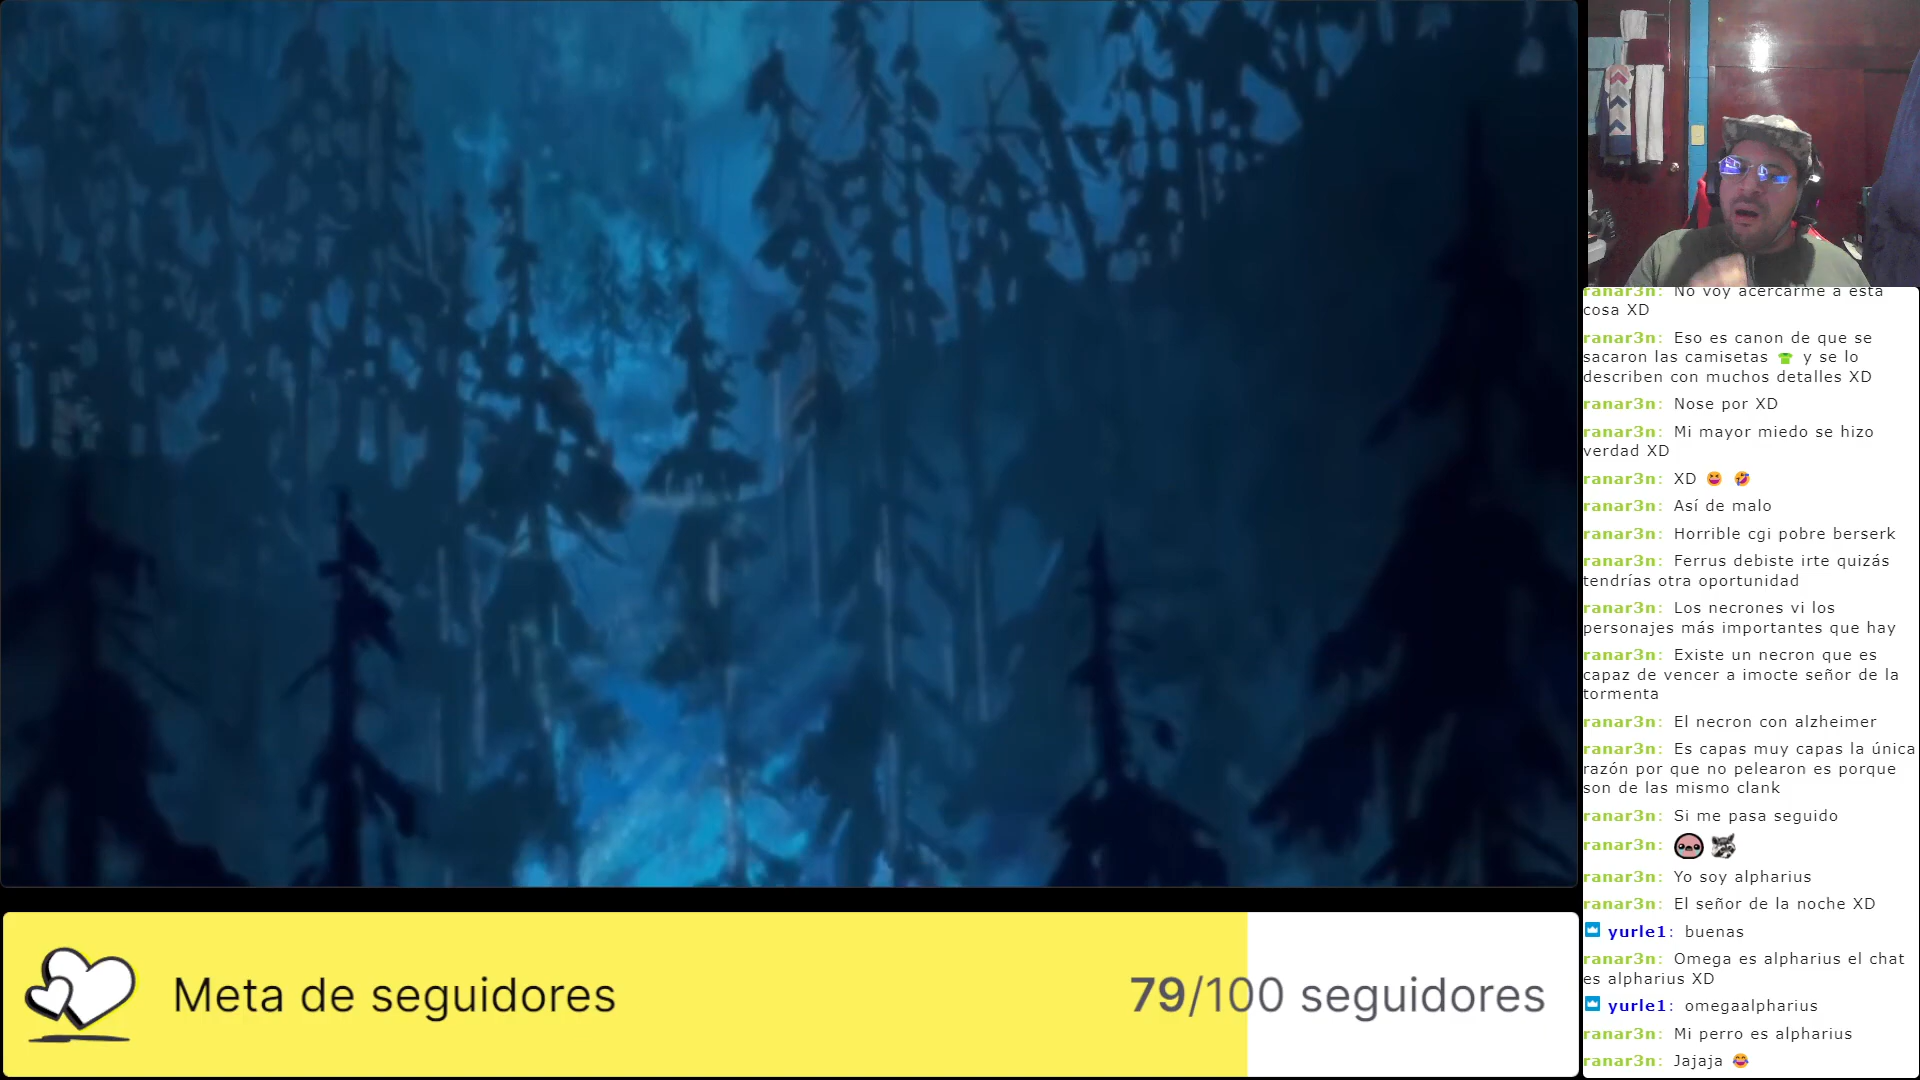 ranar3n: No voy acercarme a esta
cosa XD
ranar3n: Eso es canon de que se
sacaron las camisetas 👕 y se lo
describen con muchos detalles XD
ranar3n: Nose por XD
ranar3n: Mi mayor miedo se hizo
verdad XD
ranar3n: XD 😆 🤣
ranar3n: Así de malo
ranar3n: Horrible cgi pobre berserk
ranar3n: Ferrus debiste irte quizás
tendrías otra oportunidad
ranar3n: Los necrones vi los
personajes más importantes que hay
ranar3n: Existe un necron que es
capaz de vencer a imocte señor de la
tormenta
ranar3n: El necron con alzheimer
ranar3n: Es capas muy capas la única
razón por que no pelearon es porque
son de las mismo clank
ranar3n: Si me pasa seguido
ranar3n:
ranar3n: Yo soy alpharius
ranar3n: El señor de la noche XD
yurle1: buenas
ranar3n: Omega es alpharius el chat
es alpharius XD
yurle1: omegaalpharius
ranar3n: Mi perro es alpharius
ranar3n: Jajaja 😂
Meta de seguidores
79/100 seguidores